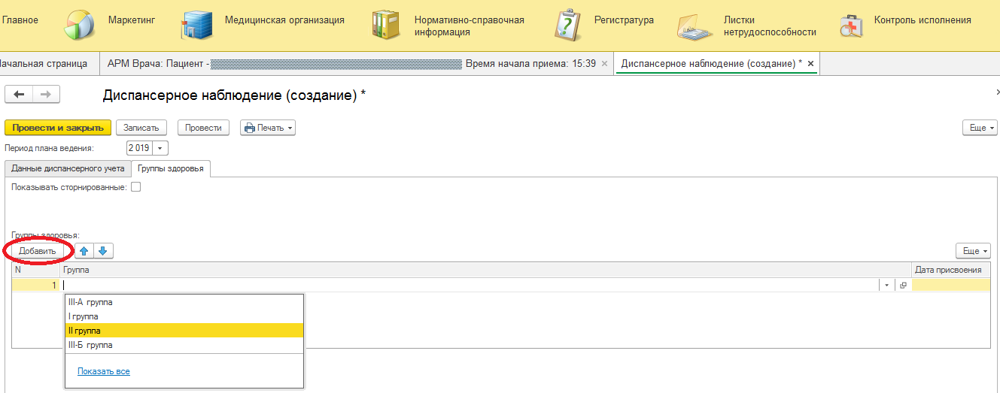 Главное
Маркетинг
Медицинская организация
Нормативно-справочная
информация
Регистратура
Листки
нетрудоспособности
Контроль исполнения
Начальная страница
АРМ Врача: Пациент - Время начала приема: 15:39 ×
Диспансерное наблюдение (создание) * ×
Диспансерное наблюдение (создание) *
Провести и закрыть
Записать
Провести
Печать
Еще
Период плана ведения: 2 019
Данные диспансерного учета
Группы здоровья
Показывать сторнированные:
Группы здоровья:
Добавить
Еще
N Группа Дата присвоения
1
III-А группа
I группа
II группа
III-Б группа
Показать все